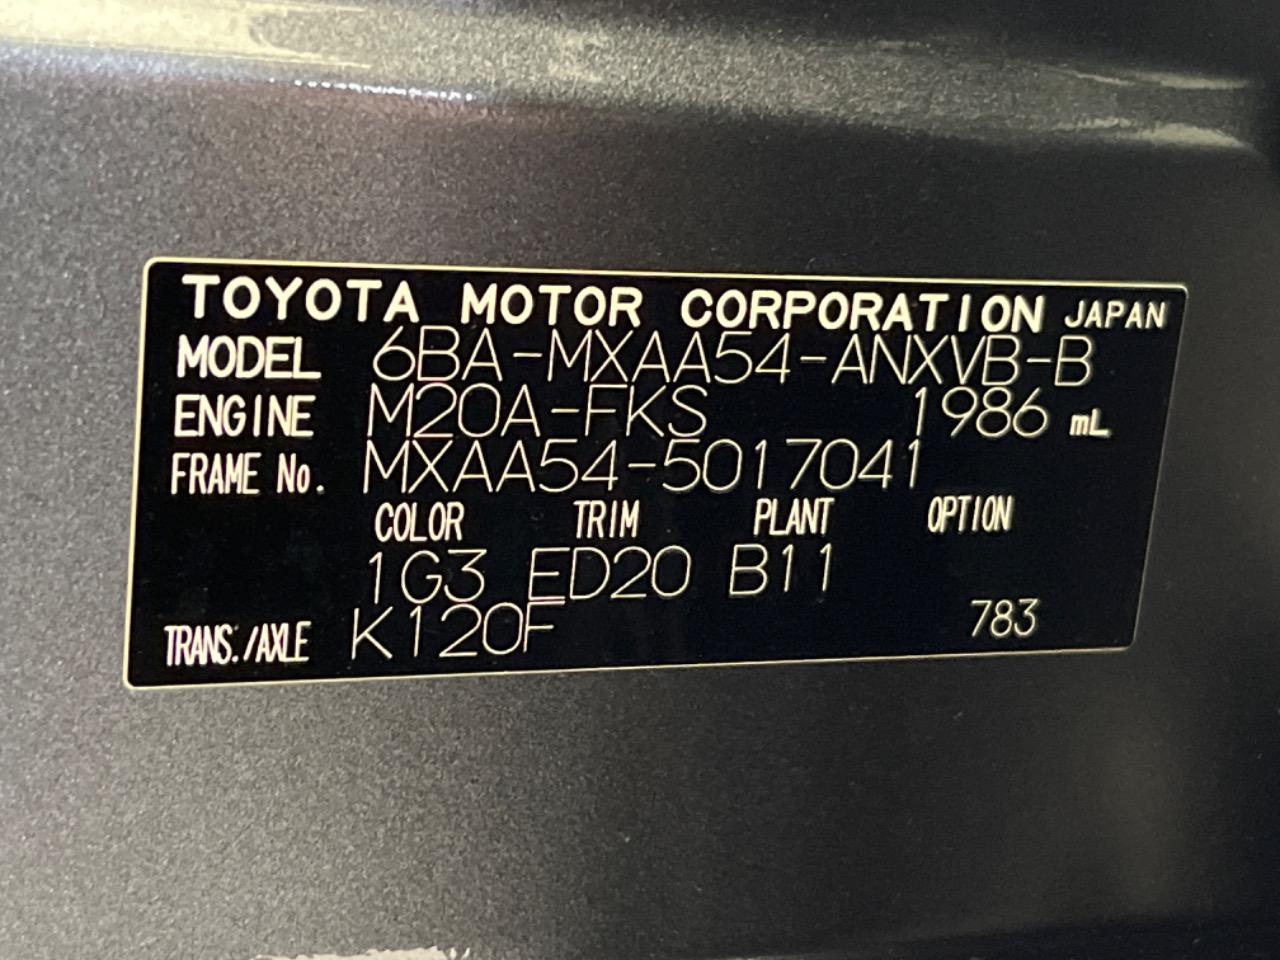 TOYOTA MOTOR CORPORATION JAPAN
MODEL 6BA-MXAA54-ANXVB-B
ENGINE M20A-FKS 1986 mL
FRAME No. MXAA54-5017041
COLOR TRIM PLANT OPTION
1G3 ED20 B11
TRANS./AXLE K120F 783